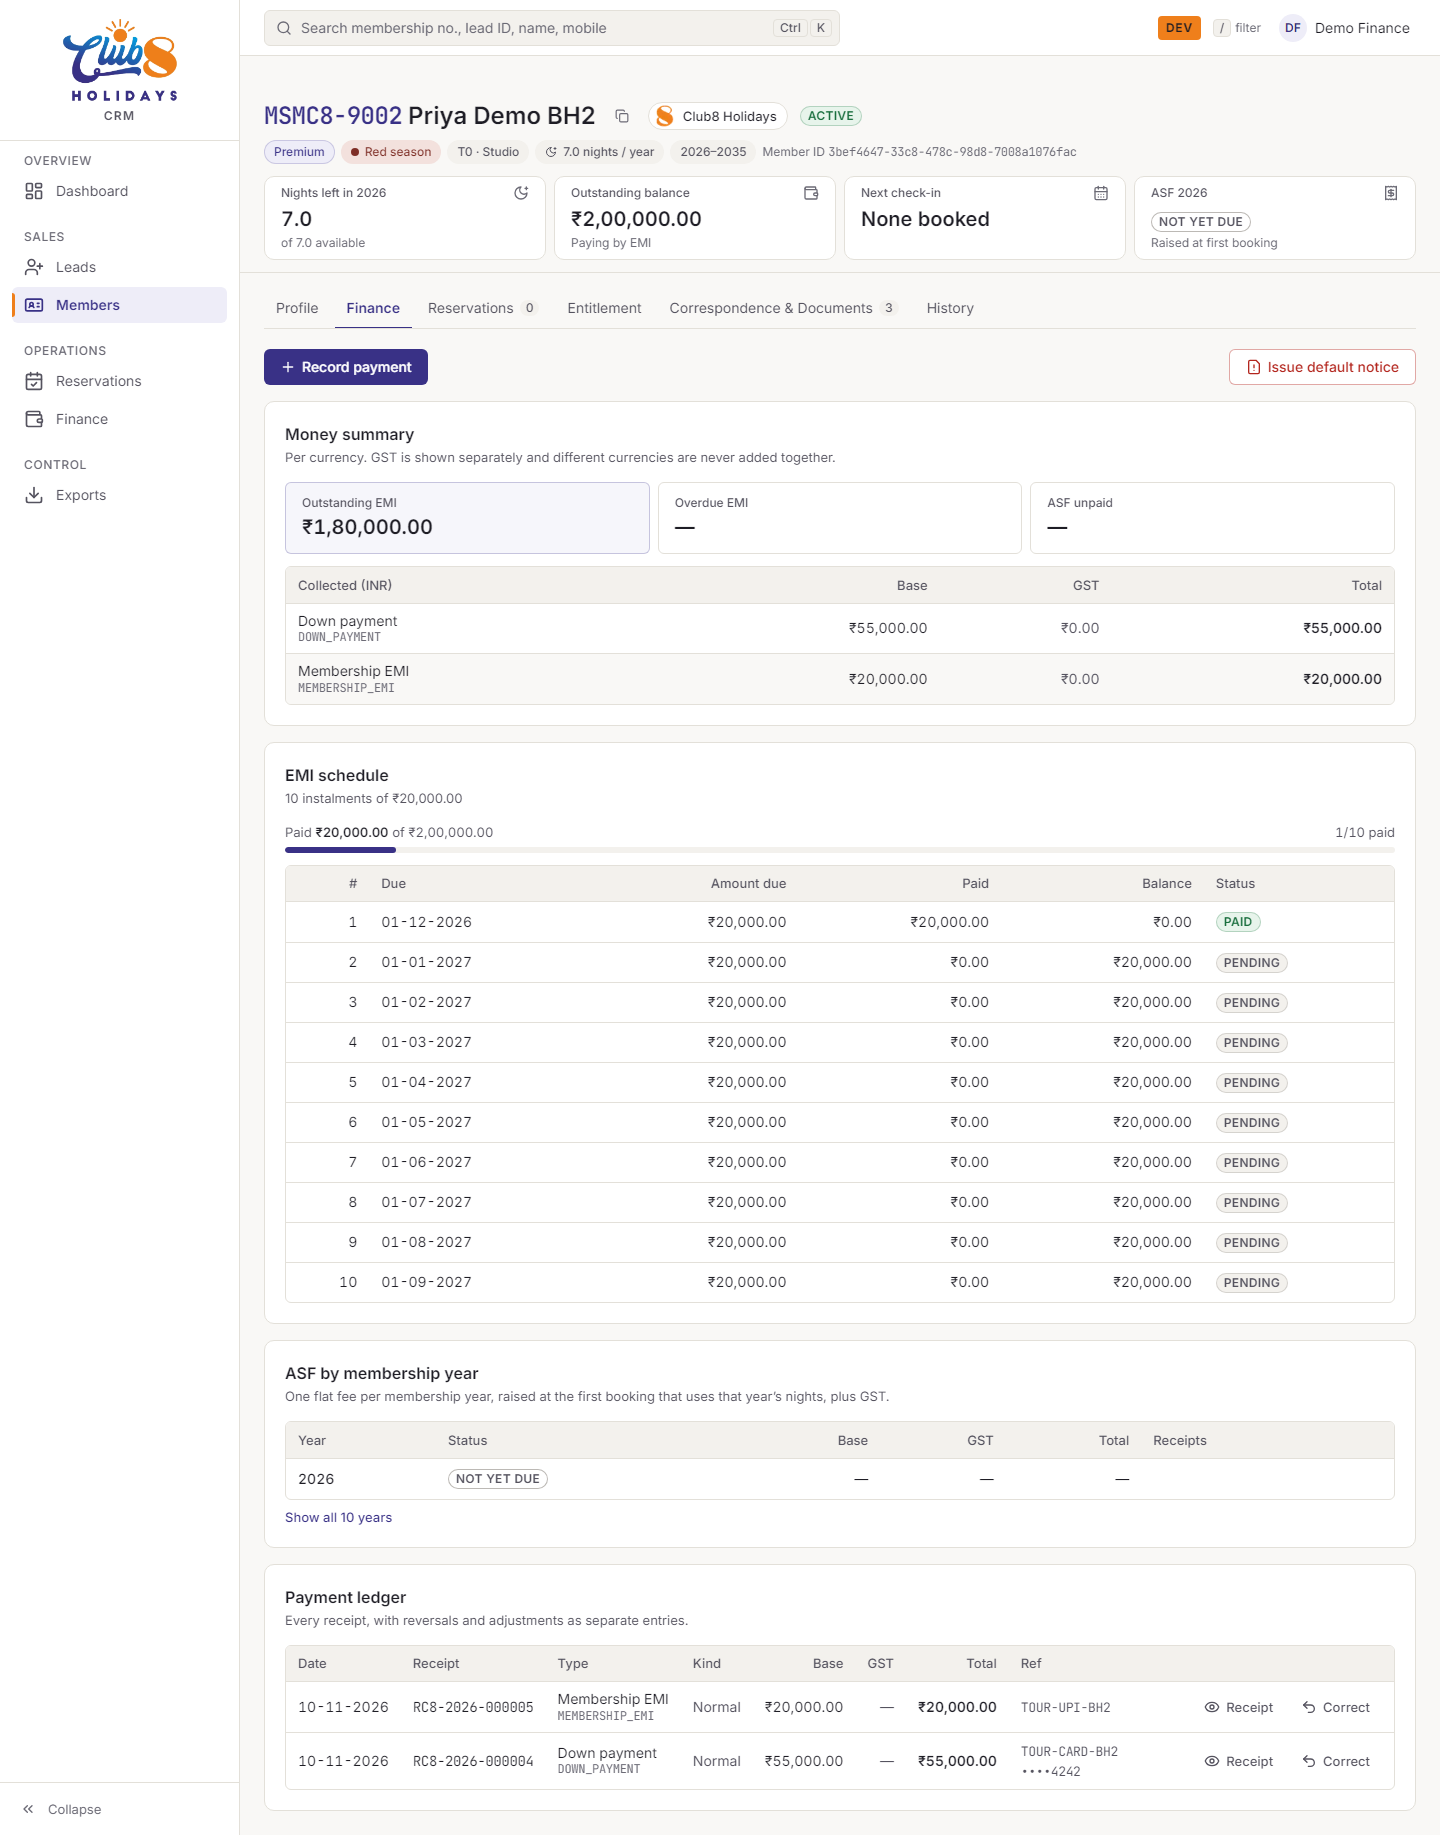 Club8
HOLIDAYS
CRM
OVERVIEW
Dashboard
SALES
Leads
Members
OPERATIONS
Reservations
Finance
CONTROL
Exports
Collapse
Search membership no., lead ID, name, mobile Ctrl K
DEV / filter DF Demo Finance
MSMC8-9002 Priya Demo BH2 Club8 Holidays ACTIVE
Premium Red season T0 · Studio 7.0 nights / year 2026–2035 Member ID 3bef4647-33c8-478c-98d8-7008a1076fac
Nights left in 2026
7.0
of 7.0 available
Outstanding balance
₹2,00,000.00
Paying by EMI
Next check-in
None booked
ASF 2026
NOT YET DUE
Raised at first booking
Profile Finance Reservations 0 Entitlement Correspondence & Documents 3 History
+ Record payment Issue default notice
Money summary
Per currency. GST is shown separately and different currencies are never added together.
Outstanding EMI
₹1,80,000.00
Overdue EMI
—
ASF unpaid
—
Collected (INR) Base GST Total
Down payment ₹55,000.00 ₹0.00 ₹55,000.00
DOWN_PAYMENT
Membership EMI ₹20,000.00 ₹0.00 ₹20,000.00
MEMBERSHIP_EMI
EMI schedule
10 instalments of ₹20,000.00
Paid ₹20,000.00 of ₹2,00,000.00 1/10 paid
# Due Amount due Paid Balance Status
1 01-12-2026 ₹20,000.00 ₹20,000.00 ₹0.00 PAID
2 01-01-2027 ₹20,000.00 ₹0.00 ₹20,000.00 PENDING
3 01-02-2027 ₹20,000.00 ₹0.00 ₹20,000.00 PENDING
4 01-03-2027 ₹20,000.00 ₹0.00 ₹20,000.00 PENDING
5 01-04-2027 ₹20,000.00 ₹0.00 ₹20,000.00 PENDING
6 01-05-2027 ₹20,000.00 ₹0.00 ₹20,000.00 PENDING
7 01-06-2027 ₹20,000.00 ₹0.00 ₹20,000.00 PENDING
8 01-07-2027 ₹20,000.00 ₹0.00 ₹20,000.00 PENDING
9 01-08-2027 ₹20,000.00 ₹0.00 ₹20,000.00 PENDING
10 01-09-2027 ₹20,000.00 ₹0.00 ₹20,000.00 PENDING
ASF by membership year
One flat fee per membership year, raised at the first booking that uses that year’s nights, plus GST.
Year Status Base GST Total Receipts
2026 NOT YET DUE — — —
Show all 10 years
Payment ledger
Every receipt, with reversals and adjustments as separate entries.
Date Receipt Type Kind Base GST Total Ref
10-11-2026 RC8-2026-000005 Membership EMI Normal ₹20,000.00 — ₹20,000.00 TOUR-UPI-BH2 Receipt Correct
MEMBERSHIP_EMI
10-11-2026 RC8-2026-000004 Down payment Normal ₹55,000.00 — ₹55,000.00 TOUR-CARD-BH2 Receipt Correct
DOWN_PAYMENT ••••4242